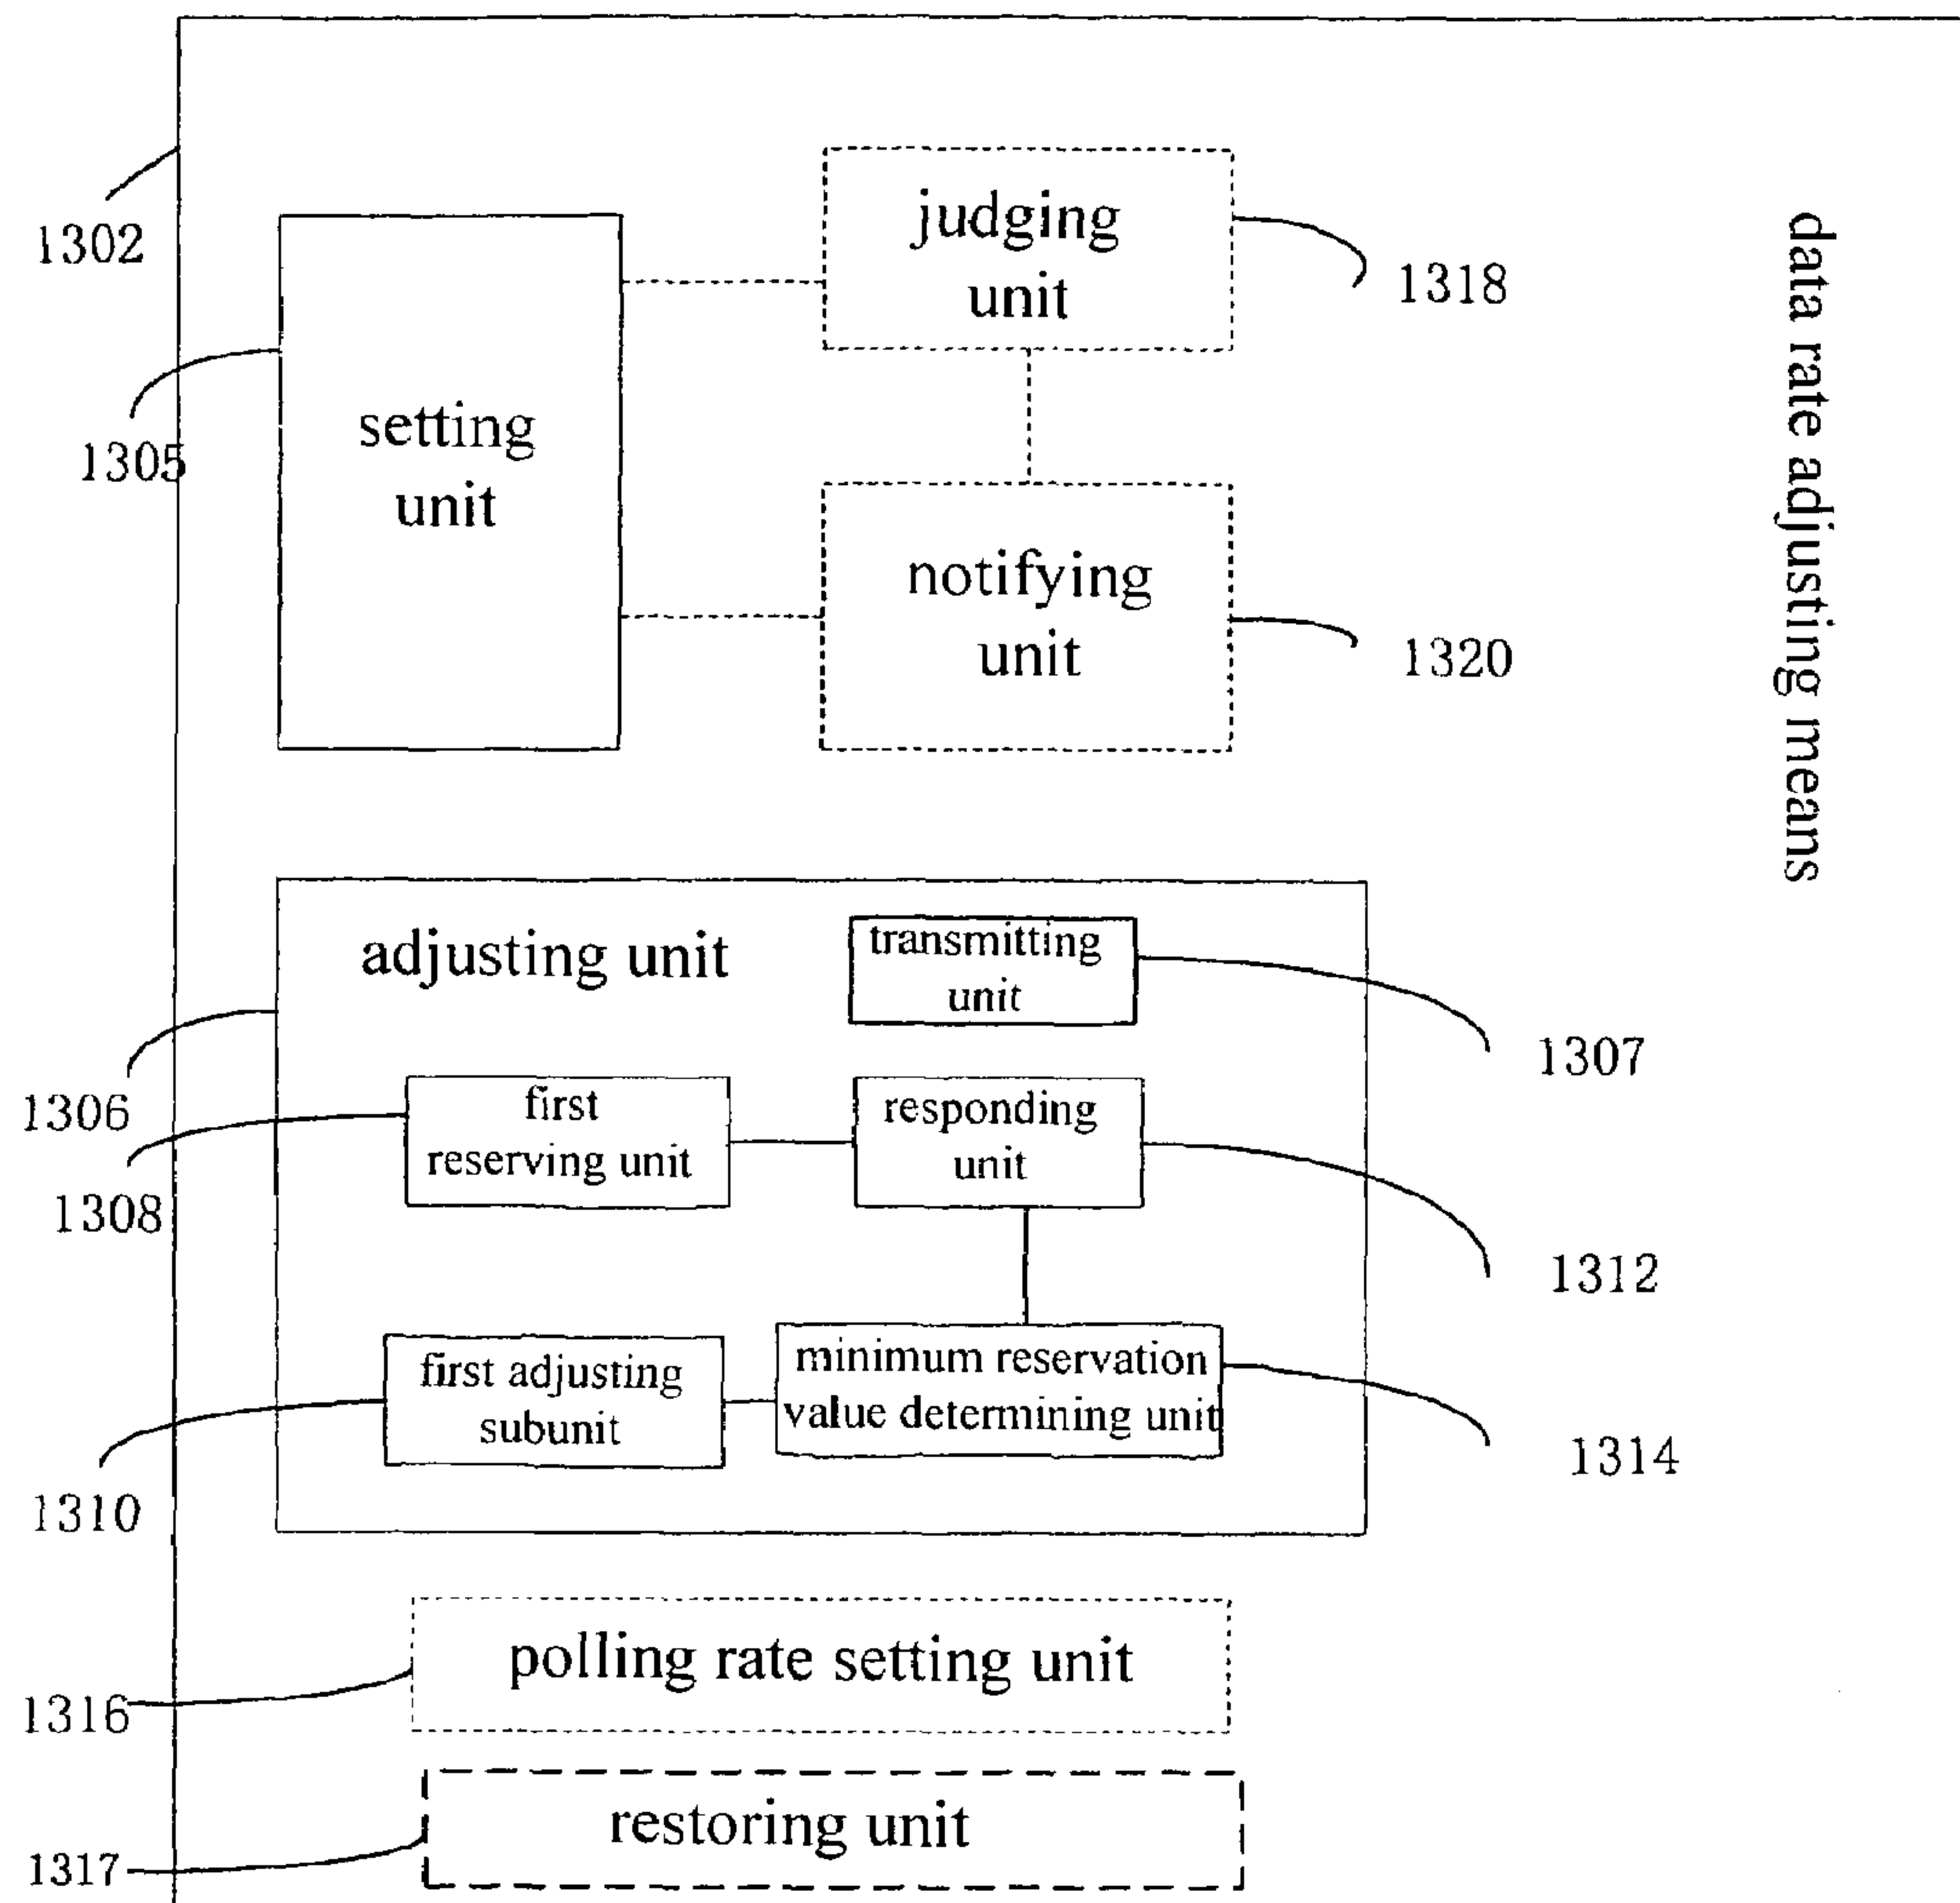 1302
judging
unit
1318
1305
setting
unit
notifying
unit
1320
data rate adjusting means
adjusting unit
transmitting
unit
1307
1306
first
reserving unit
responding
unit
1308
1312
first adjusting
subunit
minimum reservation
value determining unit
1310
1314
polling rate setting unit
1316
restoring unit
1317